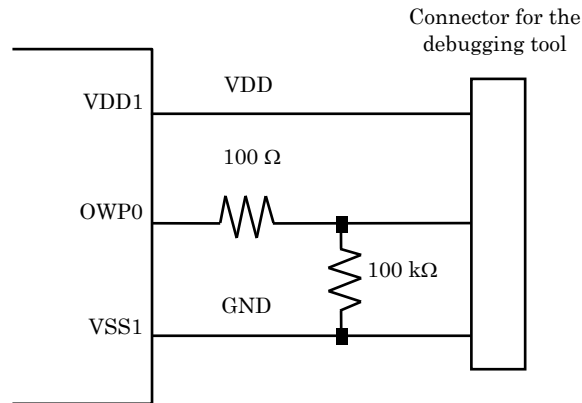 Connector for the
debugging tool
VDD1
VDD
100 Ω
OWP0
100 kΩ
GND
VSS1